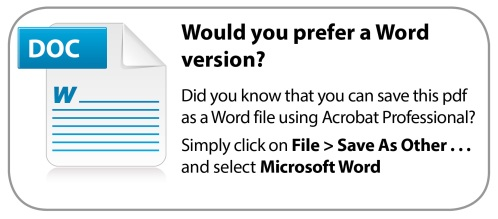 DOC
W
Would you prefer a Word
version?
Did you know that you can save this pdf
as a Word file using Acrobat Professional?
Simply click on File > Save As Other . . .
and select Microsoft Word